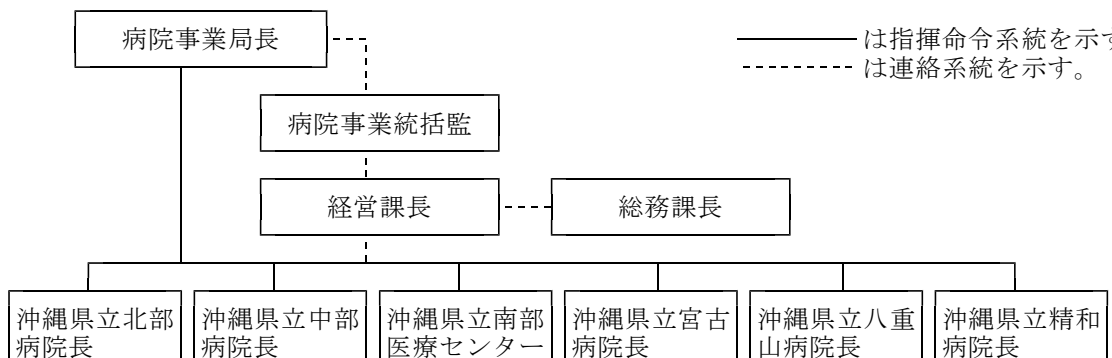 病院事業局長
は指揮命令系統を示す
は連絡系統を示す。
病院事業統括監
経営課長
総務課長
沖縄県立北部
病院長
沖縄県立中部
病院長
沖縄県立南部
医療センター
沖縄県立宮古
病院長
沖縄県立八重
山病院長
沖縄県立精和
病院長